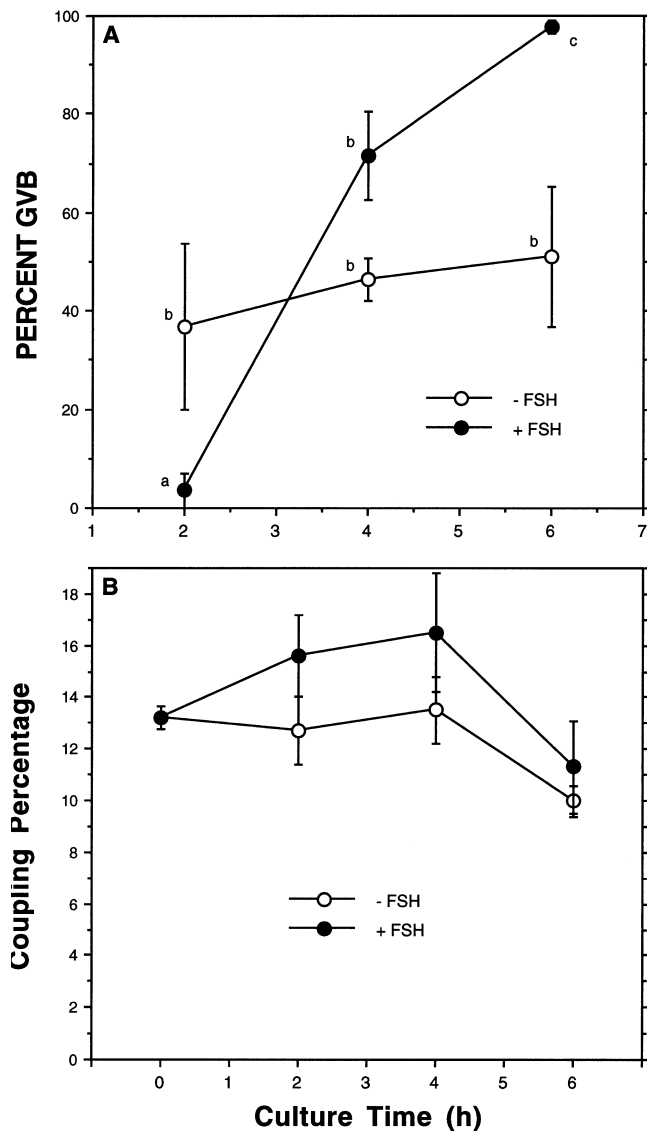 A
100
80
60
40
20
0
PERCENT GVB
b
a
b
b
b
c
- FSH
+ FSH
1 2 3 4 5 6 7
B
18
16
14
12
10
8
6
4
2
0
Coupling Percentage
- FSH
+ FSH
0 1 2 3 4 5 6
Culture Time (h)